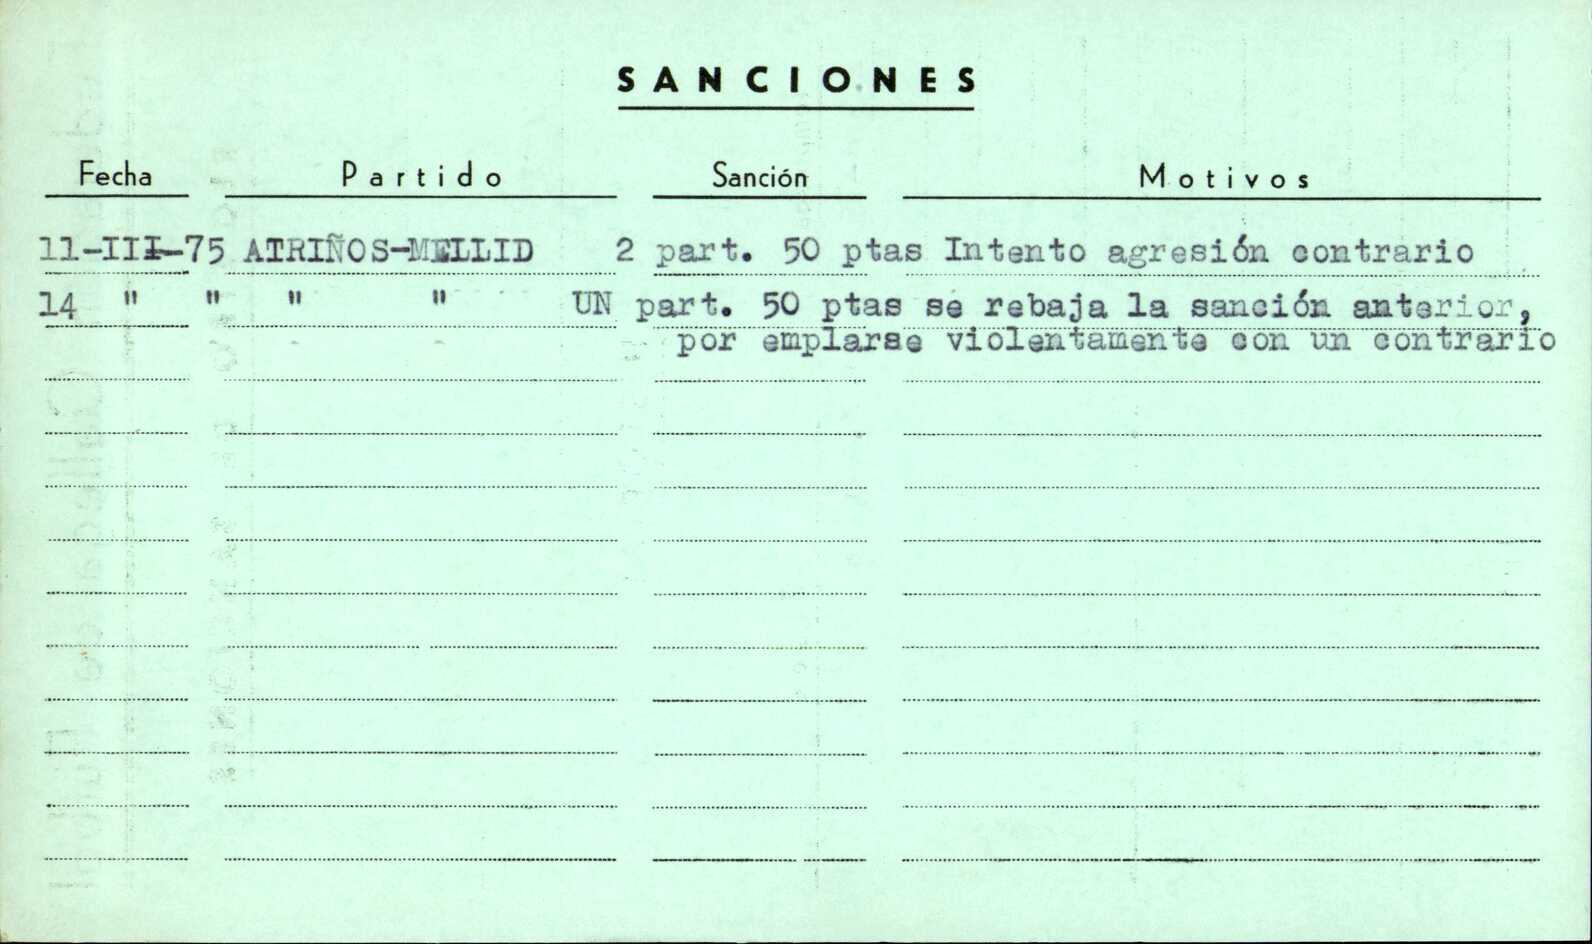 SANCIONES
Fecha Partido Sanción Motivos
11-III-75 ATRIÑOS-MELLID 2 part. 50 ptas Intento agresión contrario
14 " " " " UN part. 50 ptas se rebaja la sanción anterior,
por emplarse violentamente con un contrario